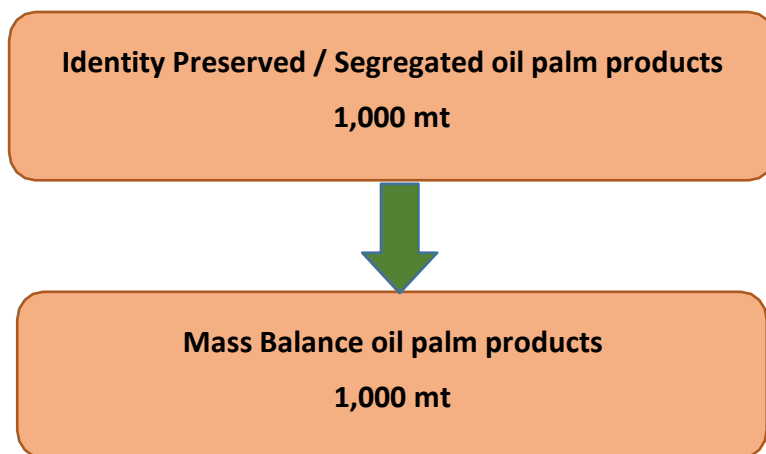 Identity Preserved / Segregated oil palm products
1,000 mt
Mass Balance oil palm products
1,000 mt